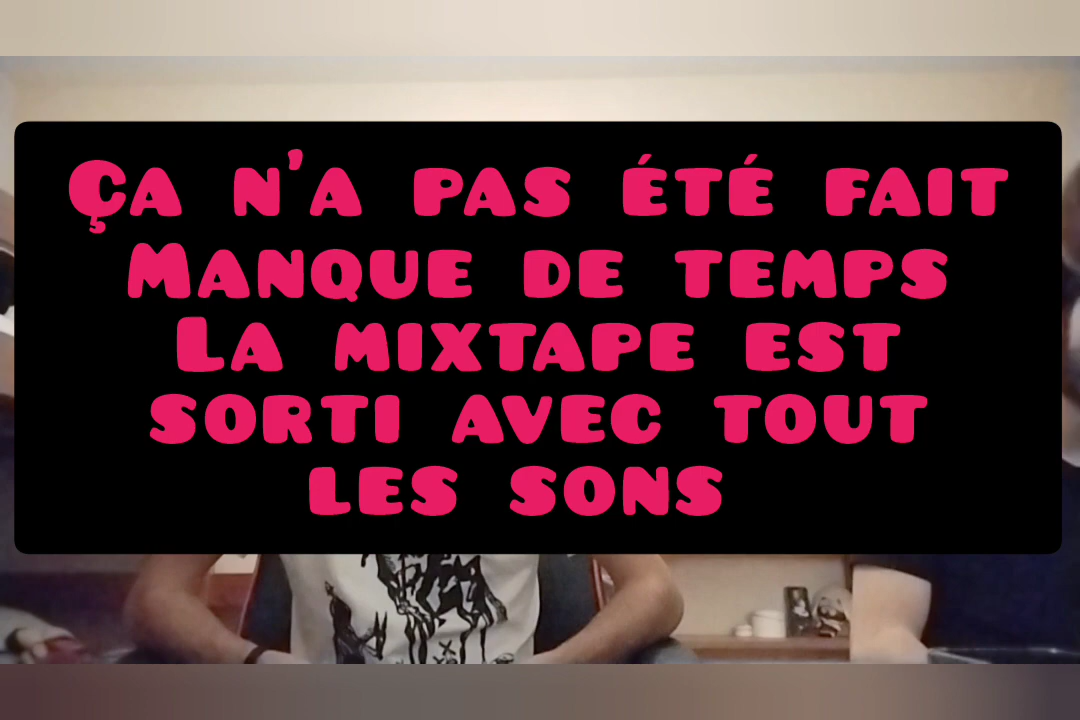 Ça n'a pas été fait
Manque de temps
La mixtape est
sorti avec tout
les sons